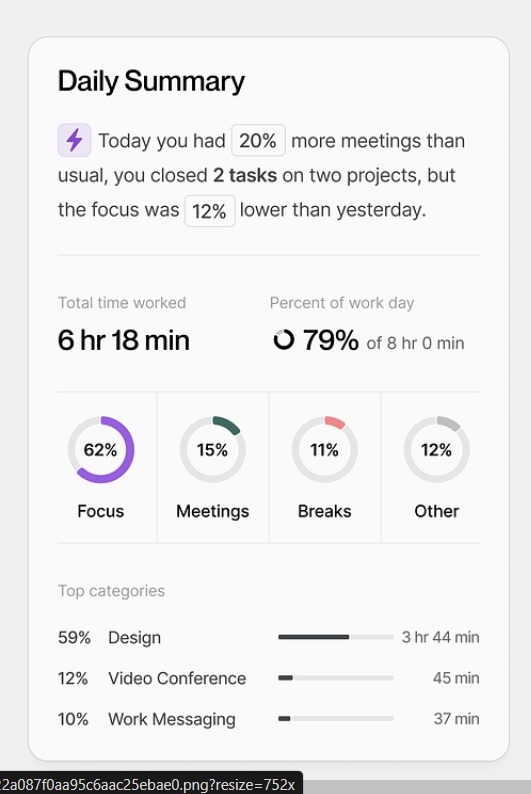 Daily Summary
Today you had 20% more meetings than
usual, you closed 2 tasks on two projects, but
the focus was 12% lower than yesterday.
Total time worked
6 hr 18 min
Percent of work day
79% of 8 hr 0 min
62%
Focus
15%
Meetings
11%
Breaks
12%
Other
Top categories
59% Design 3 hr 44 min
12% Video Conference 45 min
10% Work Messaging 37 min
2a087f0aa95c6aac25ebae0.png?resize=752x